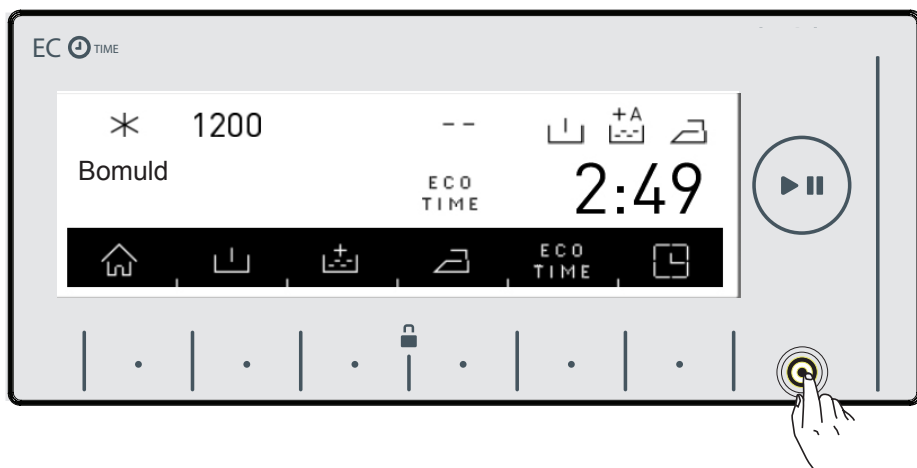 EC TIME
1200 --
+A
Bomuld
ECO
TIME
2:49
ECO
TIME